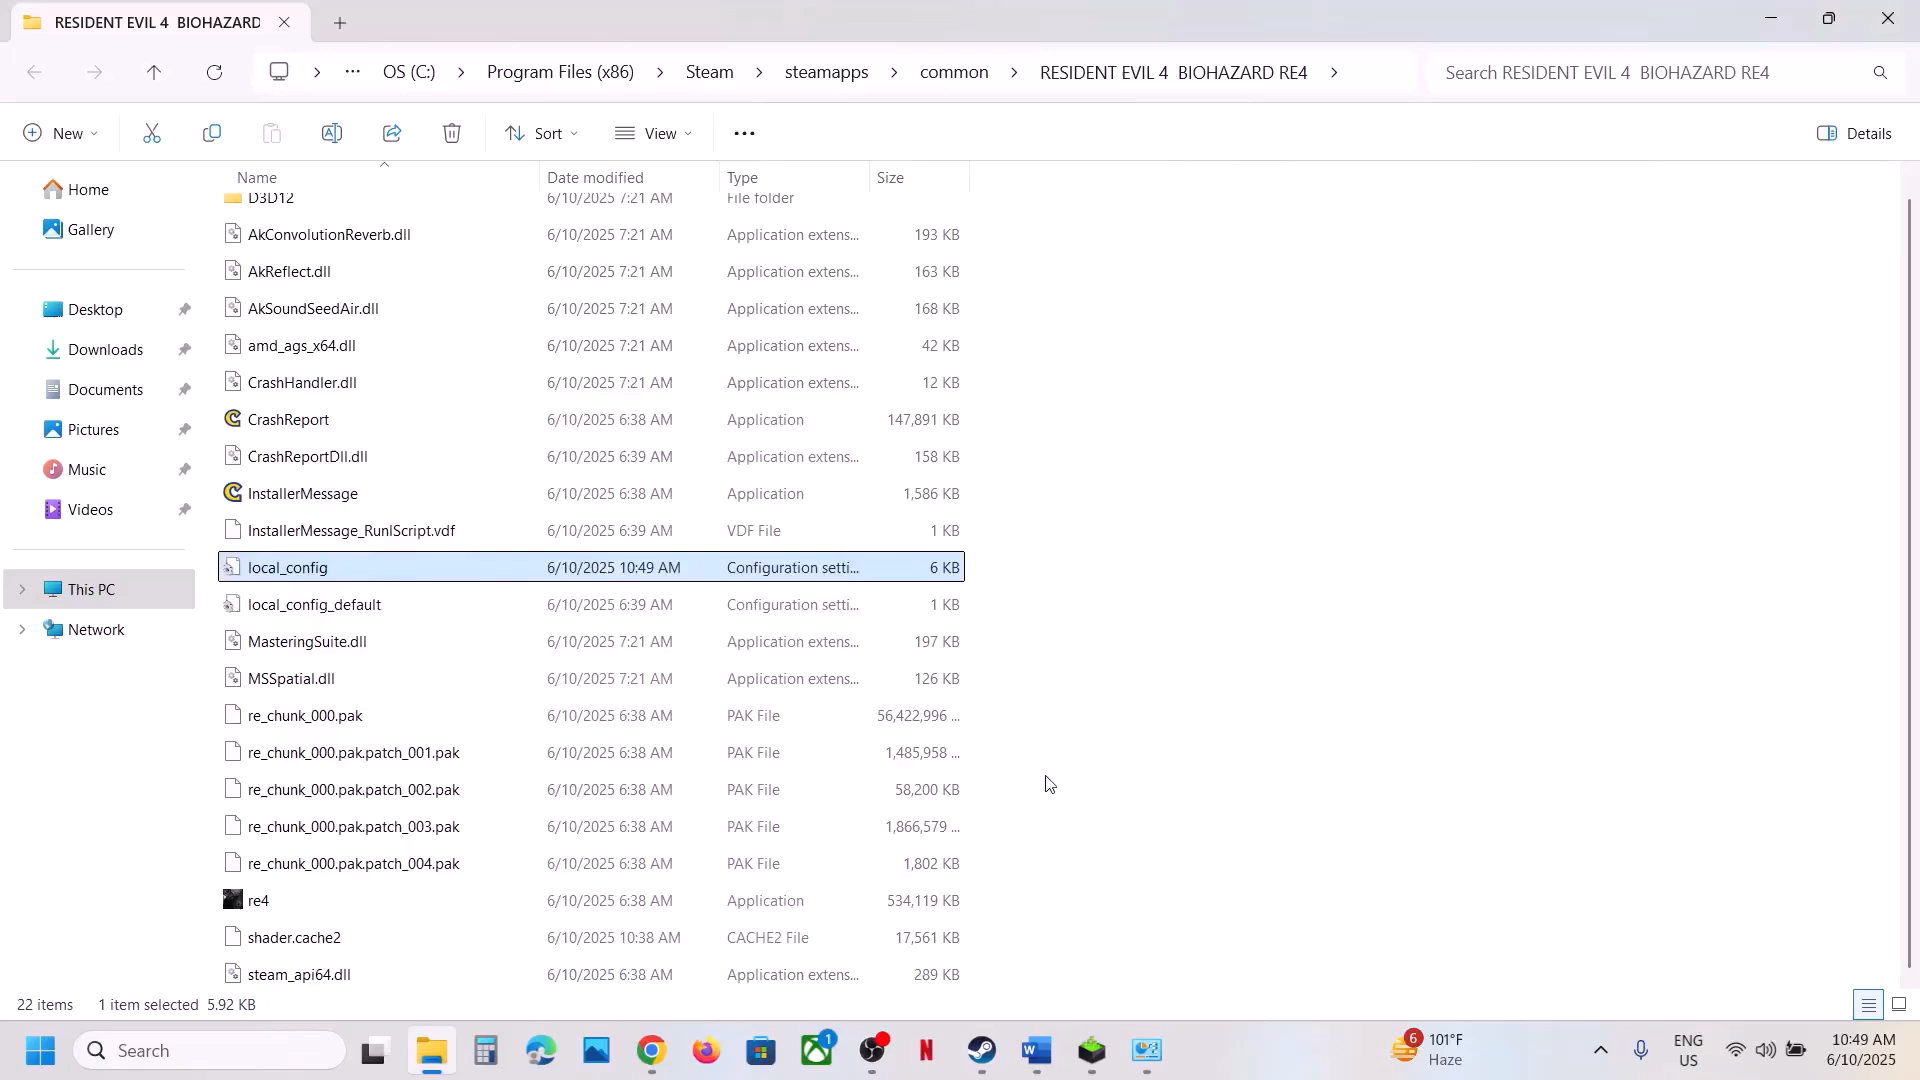 RESIDENT EVIL 4  BIOHAZARD
OS (C:) Program Files (x86) Steam steamapps common RESIDENT EVIL 4  BIOHAZARD RE4 Search RESIDENT EVIL 4  BIOHAZARD RE4
New Sort View Details
Name Date modified Type Size
Home
Gallery
Desktop
Downloads
Documents
Pictures
Music
Videos
This PC
Network
D3D12 6/10/2025 7:21 AM File folder
AkConvolutionReverb.dll 6/10/2025 7:21 AM Application extens... 193 KB
AkReflect.dll 6/10/2025 7:21 AM Application extens... 163 KB
AkSoundSeedAir.dll 6/10/2025 7:21 AM Application extens... 168 KB
amd_ags_x64.dll 6/10/2025 7:21 AM Application extens... 42 KB
CrashHandler.dll 6/10/2025 7:21 AM Application extens... 12 KB
CrashReport 6/10/2025 6:38 AM Application 147,891 KB
CrashReportDll.dll 6/10/2025 6:39 AM Application extens... 158 KB
InstallerMessage 6/10/2025 6:38 AM Application 1,586 KB
InstallerMessage_RunIScript.vdf 6/10/2025 6:39 AM VDF File 1 KB
local_config 6/10/2025 10:49 AM Configuration setti... 6 KB
local_config_default 6/10/2025 6:39 AM Configuration setti... 1 KB
MasteringSuite.dll 6/10/2025 7:21 AM Application extens... 197 KB
MSSpatial.dll 6/10/2025 7:21 AM Application extens... 126 KB
re_chunk_000.pak 6/10/2025 6:38 AM PAK File 56,422,996 ...
re_chunk_000.pak.patch_001.pak 6/10/2025 6:38 AM PAK File 1,485,958 ...
re_chunk_000.pak.patch_002.pak 6/10/2025 6:38 AM PAK File 58,200 KB
re_chunk_000.pak.patch_003.pak 6/10/2025 6:38 AM PAK File 1,866,579 ...
re_chunk_000.pak.patch_004.pak 6/10/2025 6:38 AM PAK File 1,802 KB
re4 6/10/2025 6:38 AM Application 534,119 KB
shader.cache2 6/10/2025 10:38 AM CACHE2 File 17,561 KB
steam_api64.dll 6/10/2025 6:38 AM Application extens... 289 KB
22 items 1 item selected 5.92 KB
Search
1
6
101°F
Haze
ENG
US
10:49 AM
6/10/2025